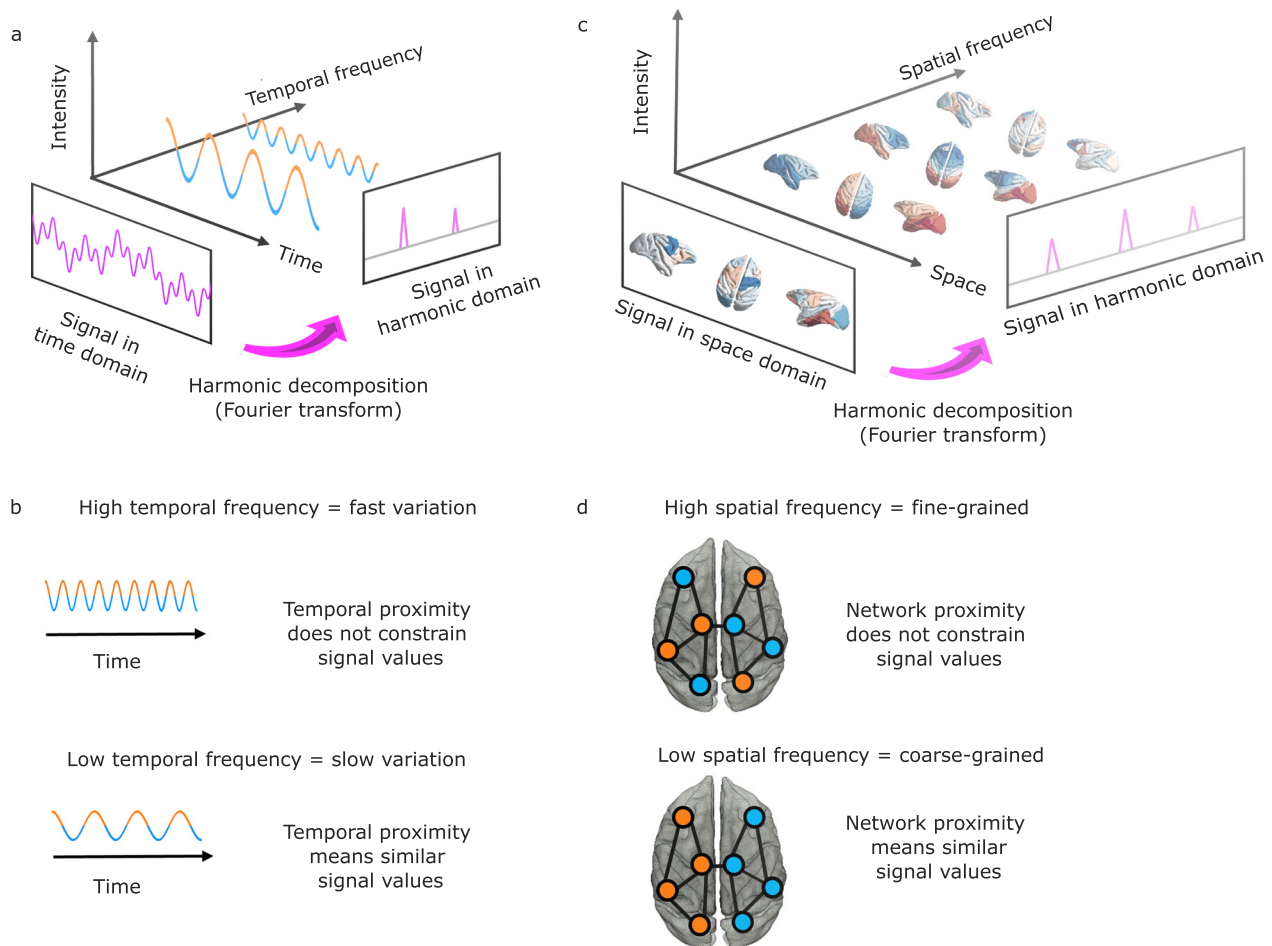 a
Intensity
Temporal frequency
Time
Signal in
time domain
Signal in
harmonic domain
Harmonic decomposition
(Fourier transform)
c
Intensity
Spatial frequency
Space
Signal in space domain
Signal in harmonic domain
Harmonic decomposition
(Fourier transform)
b
High temporal frequency = fast variation
Time
Temporal proximity
does not constrain
signal values
Low temporal frequency = slow variation
Time
Temporal proximity
means similar
signal values
d
High spatial frequency = fine-grained
Network proximity
does not constrain
signal values
Low spatial frequency = coarse-grained
Network proximity
means similar
signal values